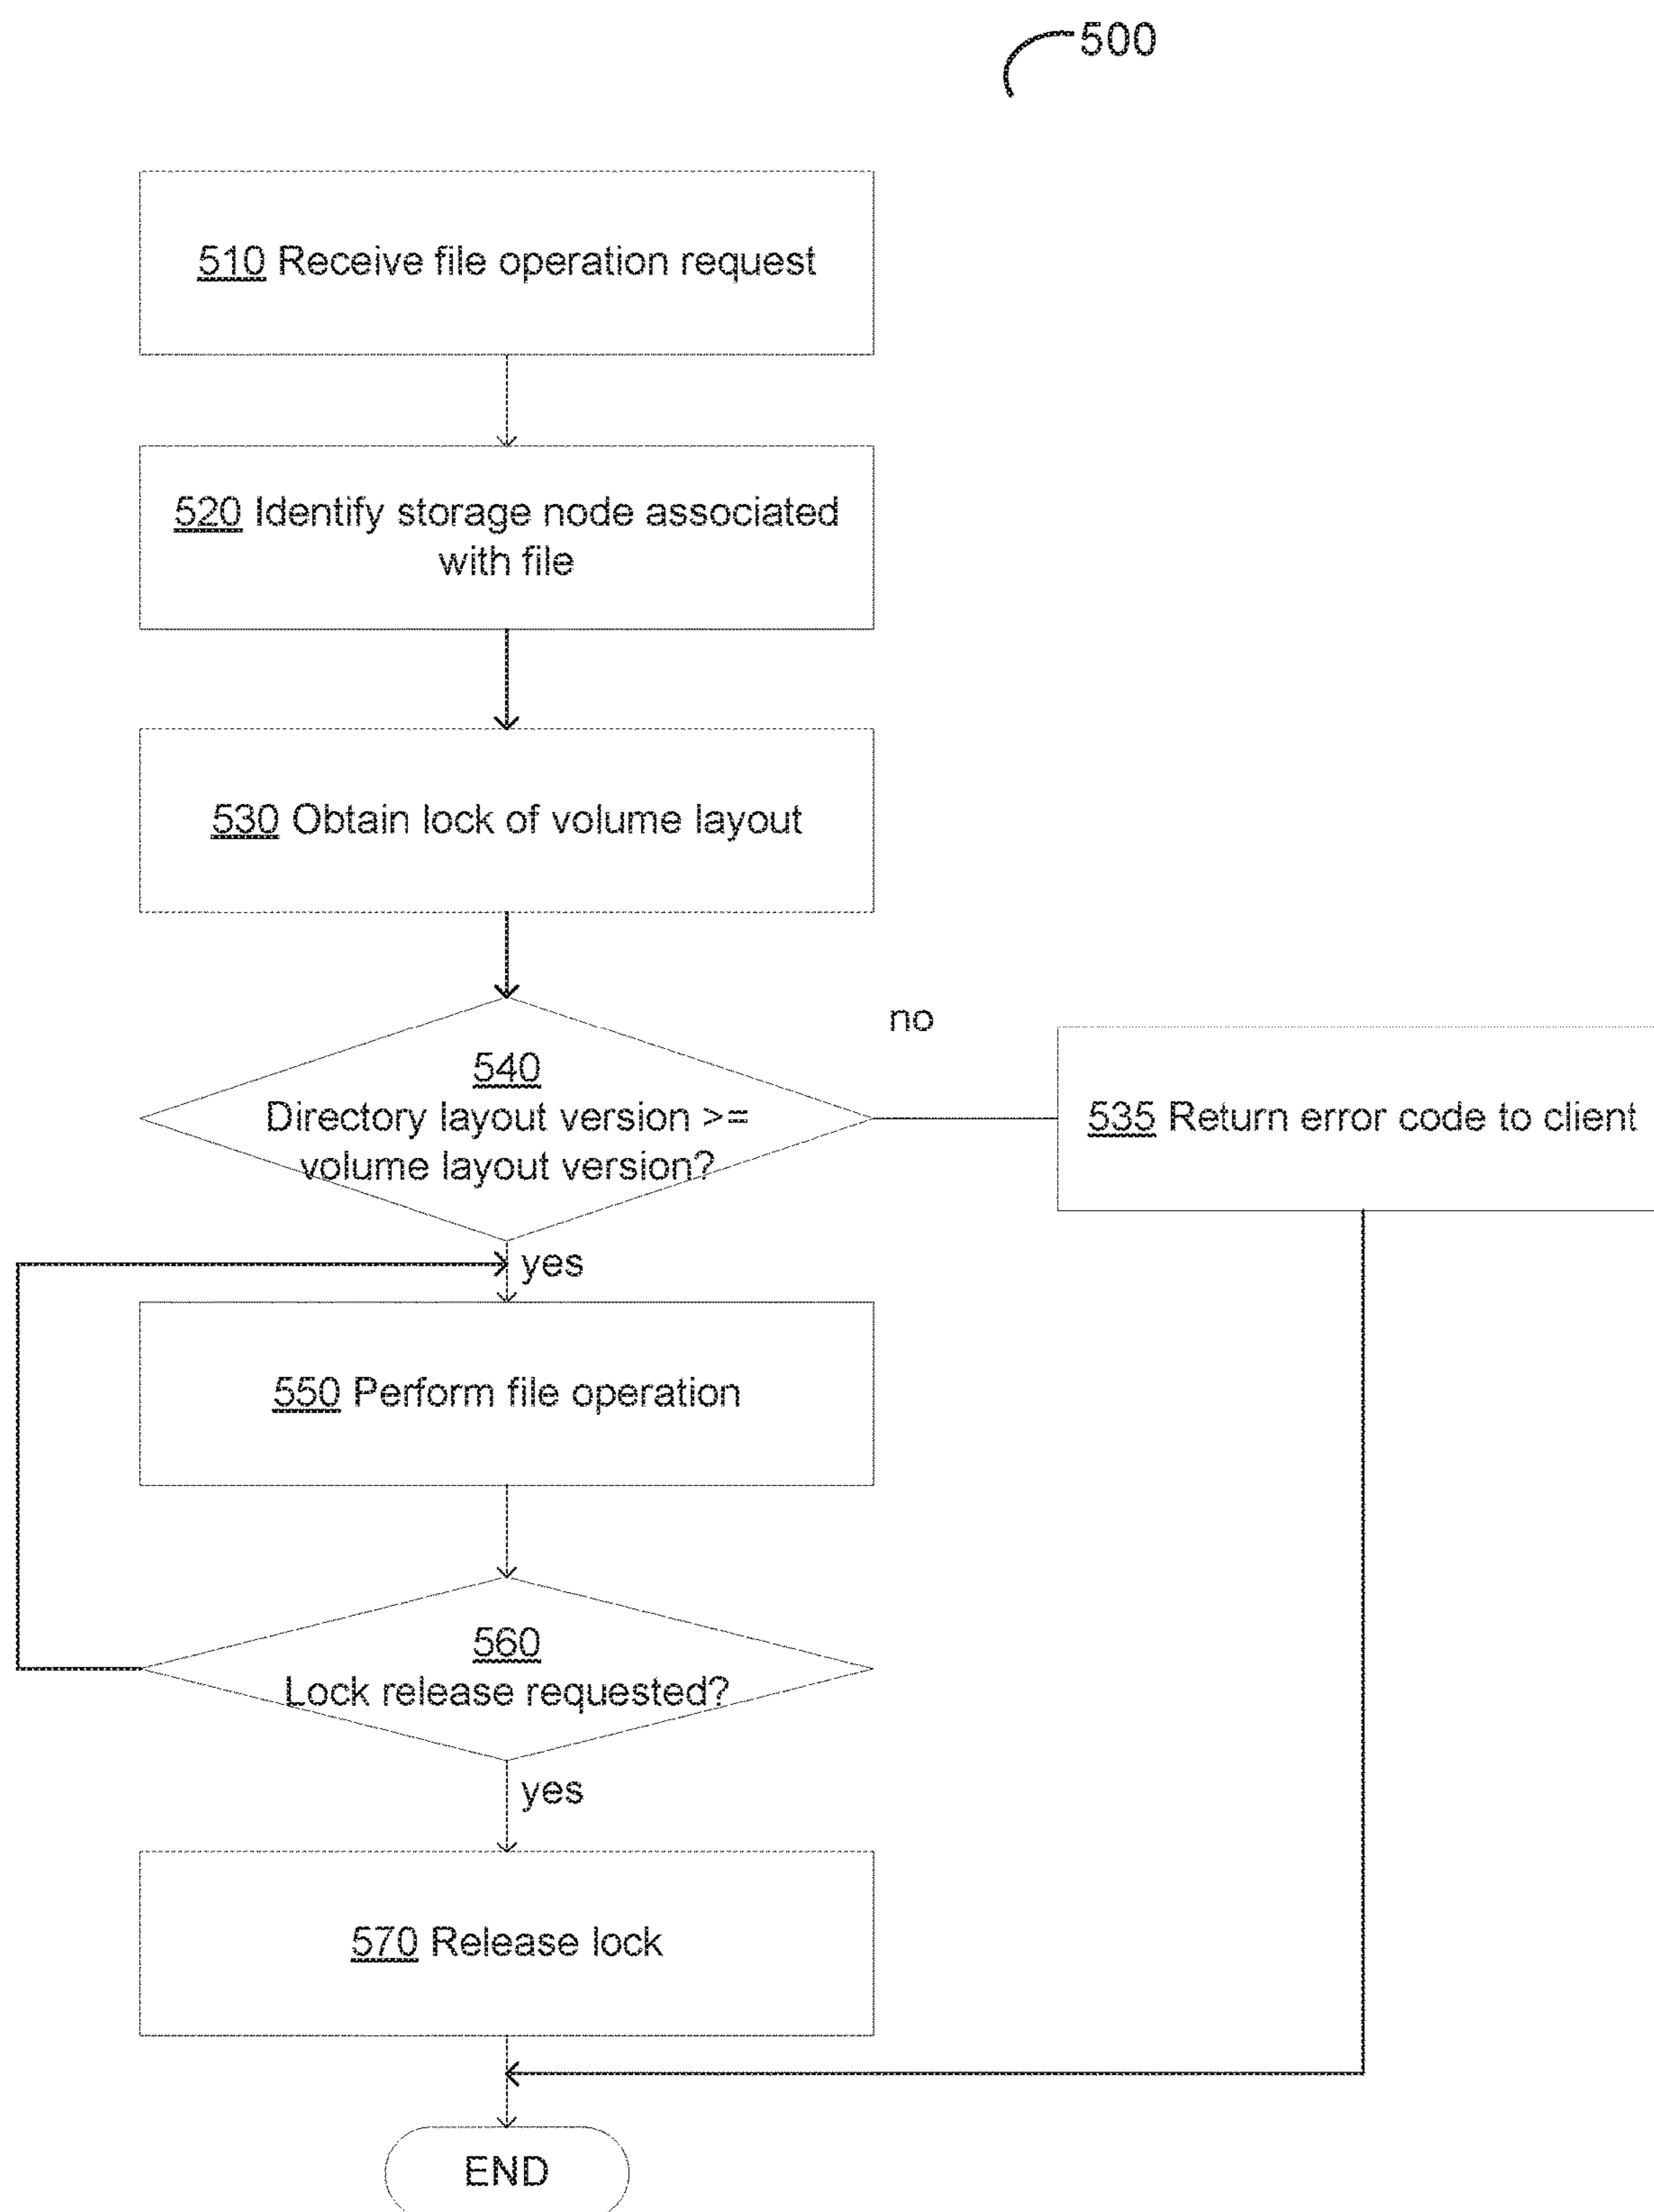 500
510 Receive file operation request
520 Identify storage node associated
with file
530 Obtain lock of volume layout
540
Directory layout version >=
volume layout version?
no
535 Return error code to client
yes
550 Perform file operation
560
Lock release requested?
yes
570 Release lock
END